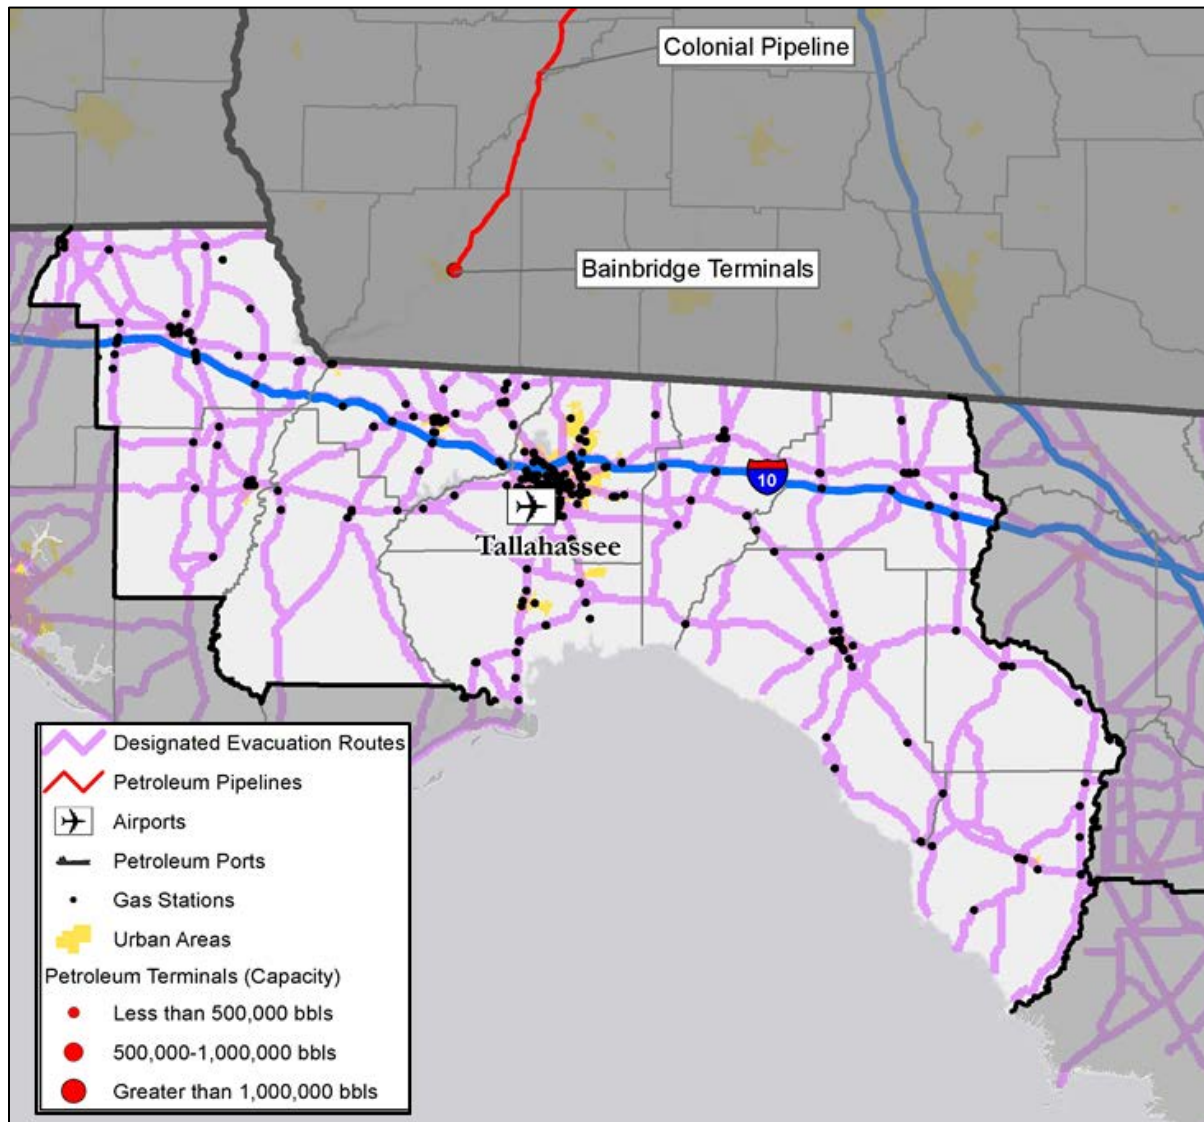 Colonial Pipeline
Bainbridge Terminals
10
Tallahassee
Designated Evacuation Routes
Petroleum Pipelines
Airports
Petroleum Ports
Gas Stations
Urban Areas
Petroleum Terminals (Capacity)
Less than 500,000 bbls
500,000-1,000,000 bbls
Greater than 1,000,000 bbls